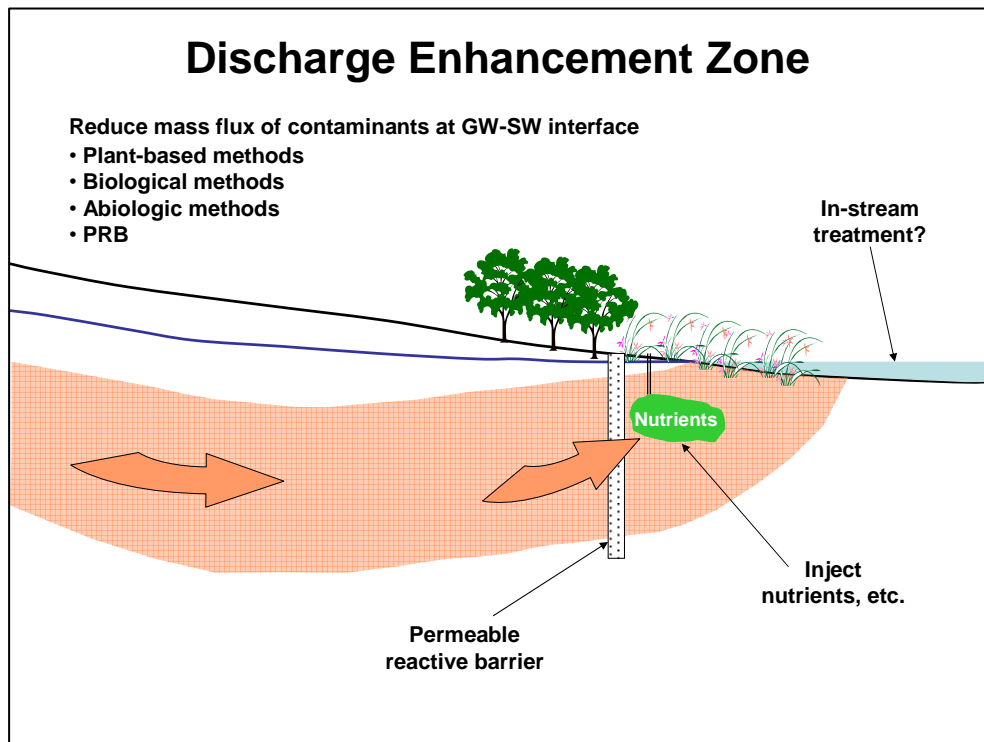 Discharge Enhancement Zone
Reduce mass flux of contaminants at GW-SW interface
• Plant-based methods
• Biological methods
• Abiologic methods
• PRB
In-stream
treatment?
Nutrients
Inject
nutrients, etc.
Permeable
reactive barrier